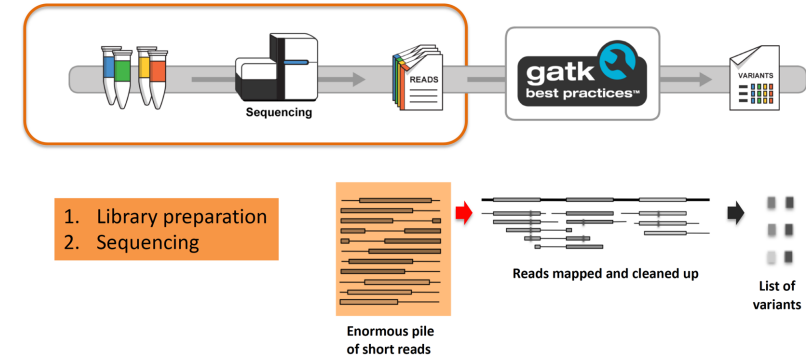 READS
gatk
best practices™
VARIANTS
Sequencing
1. Library preparation
2. Sequencing
Reads mapped and cleaned up
List of
variants
Enormous pile
of short reads